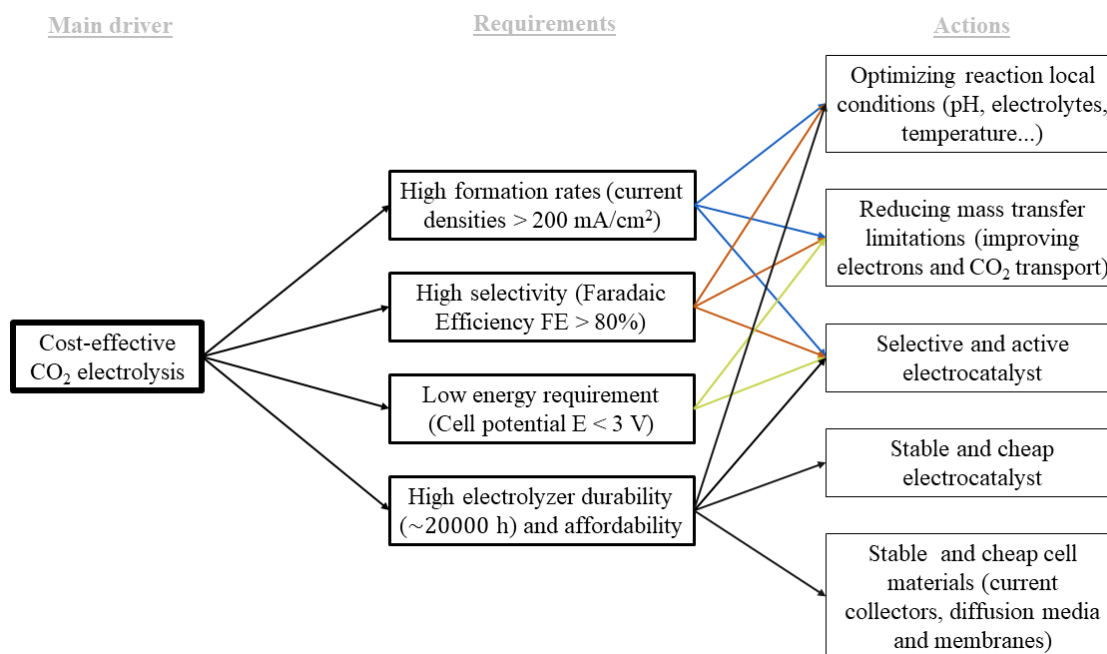 Main driver
Requirements
Actions
Cost-effective
CO₂ electrolysis
High formation rates (current
densities > 200 mA/cm²)
High selectivity (Faradaic
Efficiency FE > 80%)
Low energy requirement
(Cell potential E < 3 V)
High electrolyzer durability
(~20000 h) and affordability
Optimizing reaction local
conditions (pH, electrolytes,
temperature...)
Reducing mass transfer
limitations (improving
electrons and CO₂ transport)
Selective and active
electrocatalyst
Stable and cheap
electrocatalyst
Stable and cheap cell
materials (current
collectors, diffusion media
and membranes)